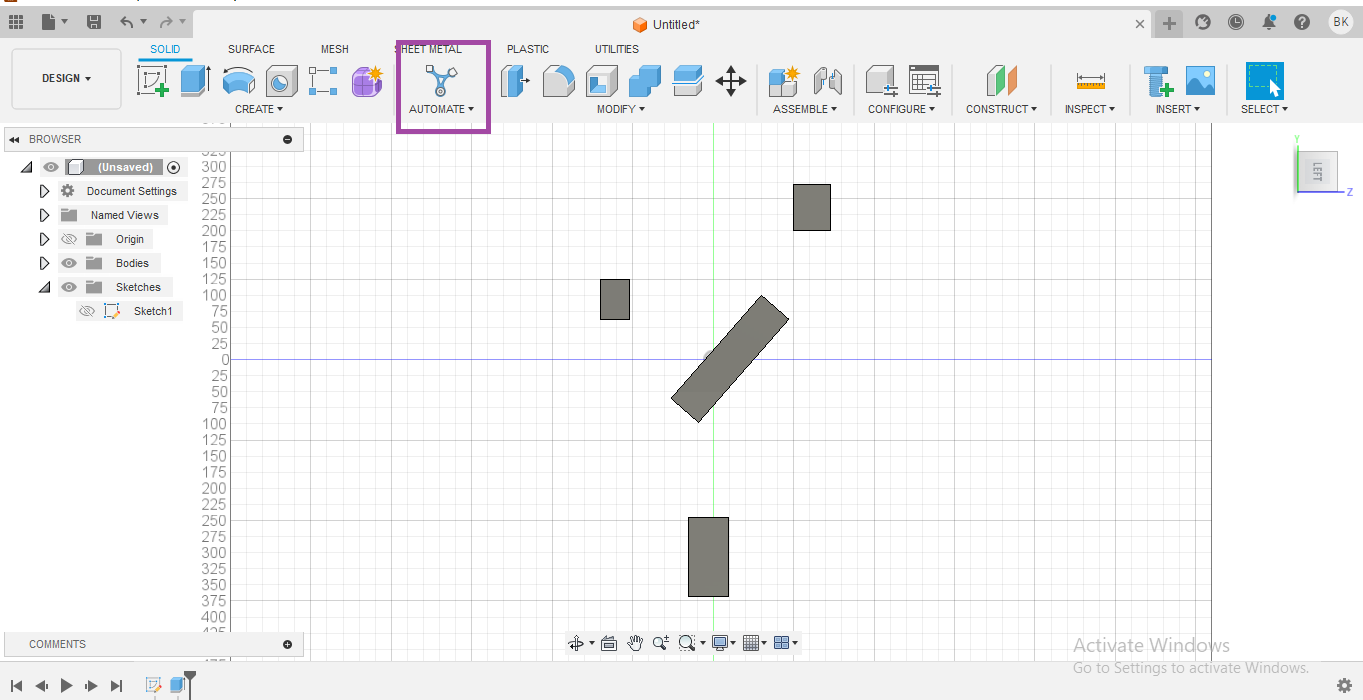 Untitled*
BK
SOLID SURFACE MESH SHEET METAL PLASTIC UTILITIES
DESIGN
CREATE AUTOMATE MODIFY ASSEMBLE CONFIGURE CONSTRUCT INSPECT INSERT SELECT
BROWSER
(Unsaved)
Document Settings
Named Views
Origin
Bodies
Sketches
Sketch1
325
300
275
250
225
200
175
150
125
100
75
50
25
0
25
50
75
100
125
150
175
200
225
250
275
300
325
350
375
400
425
Y
LEFT
Z
COMMENTS
Activate Windows
Go to Settings to activate Windows.